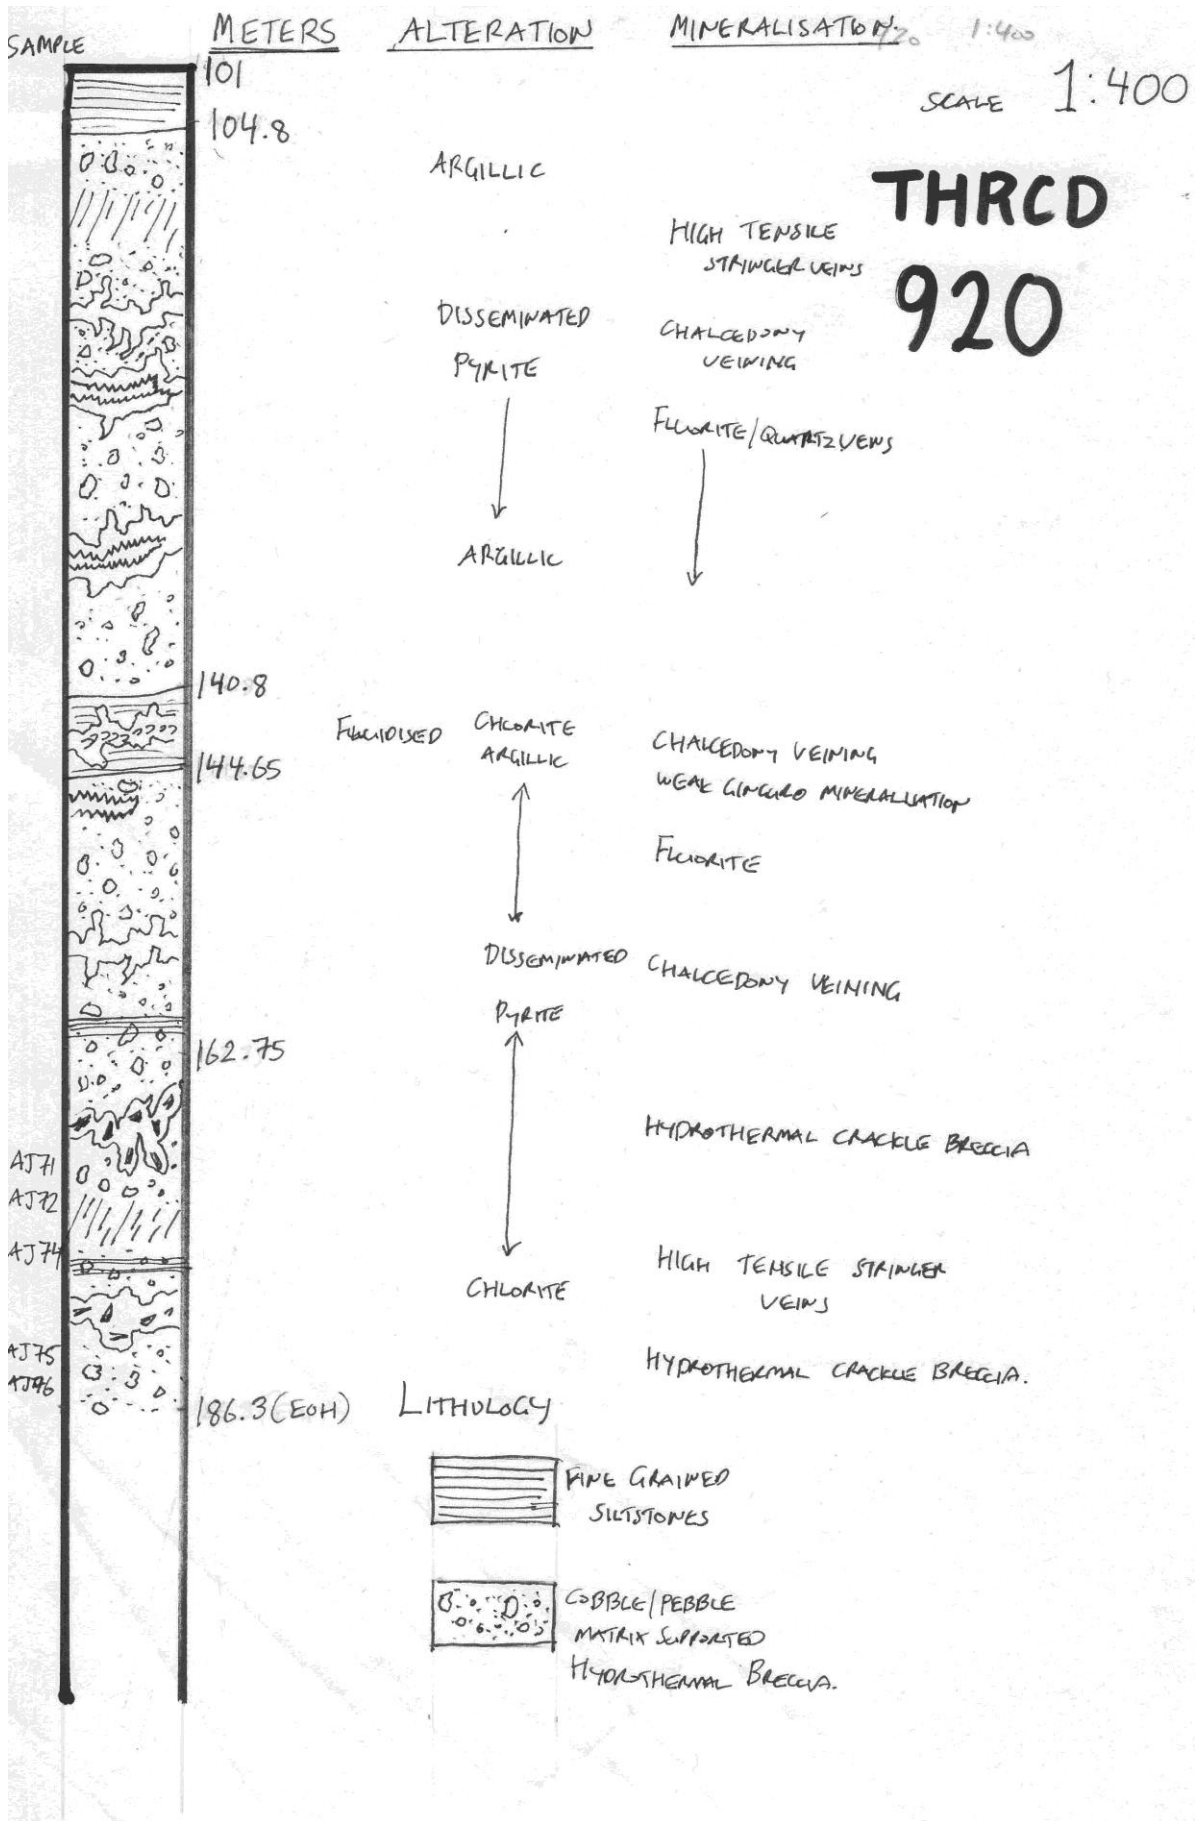 SAMPLE METERS ALTERATION MINERALISATION 1:400
SCALE 1:400
101
104.8
ARGILLIC
THRCD
920
HIGH TENSILE
STRINGER VEINS
DISSEMINATED
PYRITE
CHALCEDONY
VEINING
FLUORITE/QUARTZ VEINS
ARGILLIC
140.8
FLUIDISED
CHLORITE
ARGILLIC
CHALCEDONY VEINING
WEAK GINGURO MINERALISATION
144.65
FLUORITE
DISSEMINATED
PYRITE
CHALCEDONY VEINING
162.75
HYDROTHERMAL CRACKLE BRECCIA
AJ71
AJ72
AJ74
HIGH TENSILE STRINGER
VEINS
CHLORITE
AJ75
AJ76
HYDROTHERMAL CRACKLE BRECCIA.
186.3 (EOH)
LITHOLOGY
FINE GRAINED
SILTSTONES
COBBLE/PEBBLE
MATRIX SUPPORTED
HYDROTHERMAL BRECCIA.